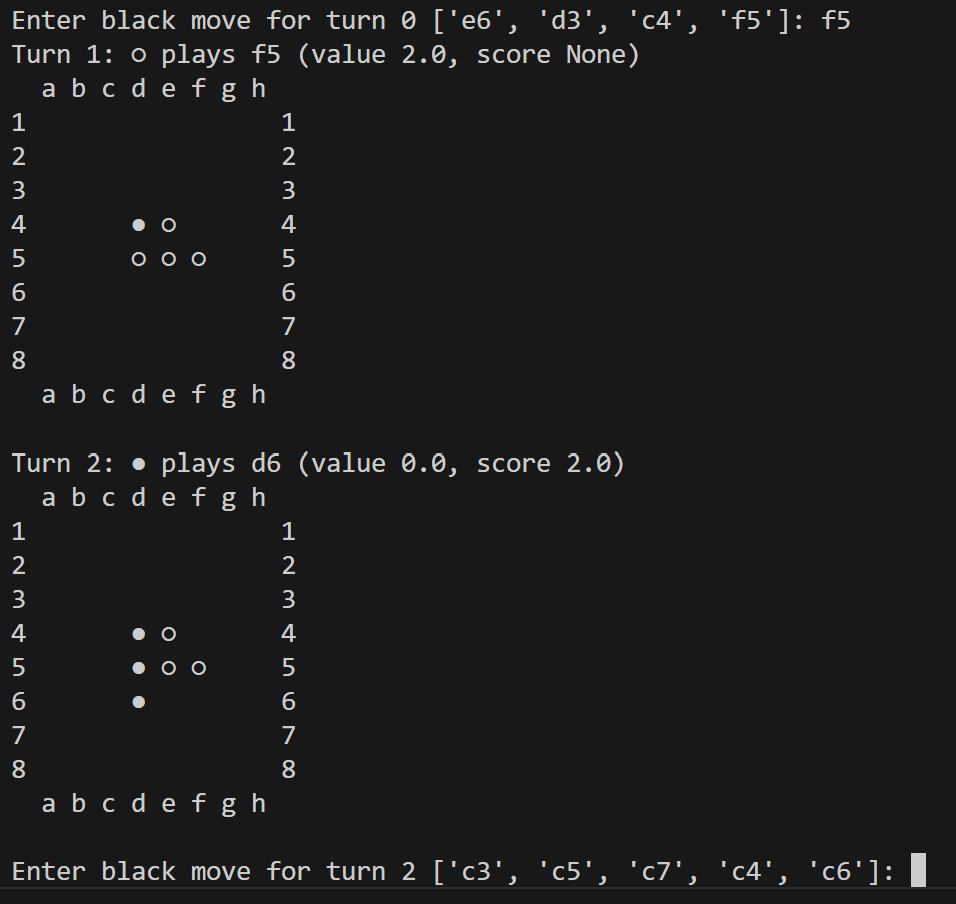 Enter black move for turn 0 ['e6', 'd3', 'c4', 'f5']: f5
Turn 1: ○ plays f5 (value 2.0, score None)
  a b c d e f g h
1                 1
2                 2
3                 3
4       ● ○       4
5       ○ ○ ○     5
6                 6
7                 7
8                 8
  a b c d e f g h

Turn 2: ● plays d6 (value 0.0, score 2.0)
  a b c d e f g h
1                 1
2                 2
3                 3
4       ● ○       4
5       ● ○ ○     5
6       ●         6
7                 7
8                 8
  a b c d e f g h

Enter black move for turn 2 ['c3', 'c5', 'c7', 'c4', 'c6']: